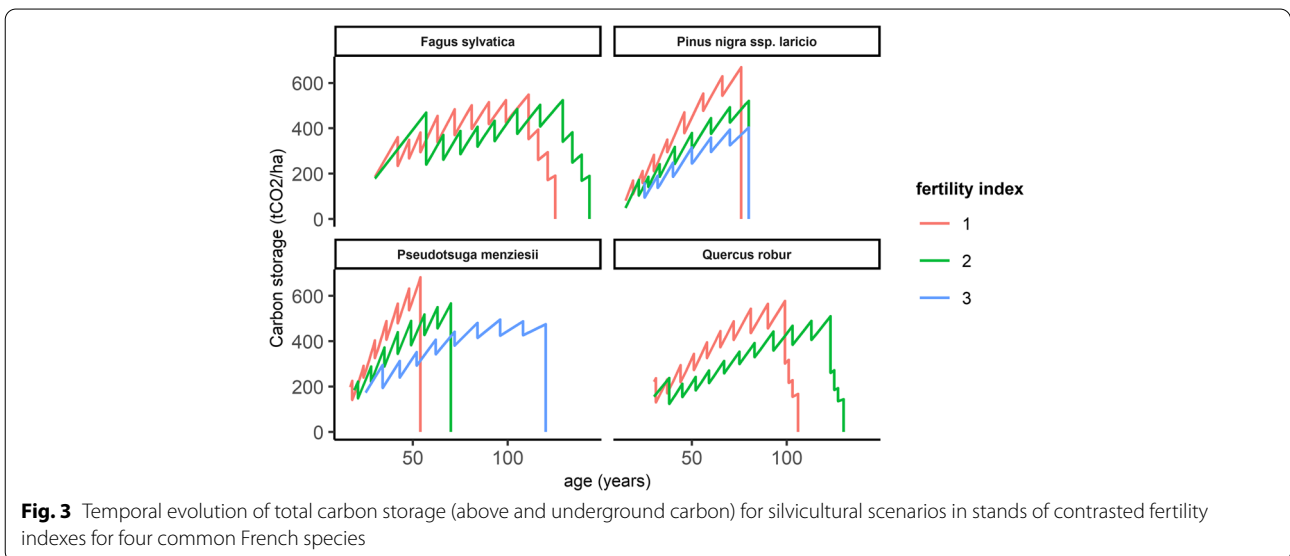 Fagus sylvatica
Pinus nigra ssp. laricio
600
400
200
0
Pseudotsuga menziesii
Quercus robur
600
400
200
0
Carbon storage (tCO2/ha)
50
100
50
100
age (years)
fertility index
1
2
3
Fig. 3 Temporal evolution of total carbon storage (above and underground carbon) for silvicultural scenarios in stands of contrasted fertility
indexes for four common French species